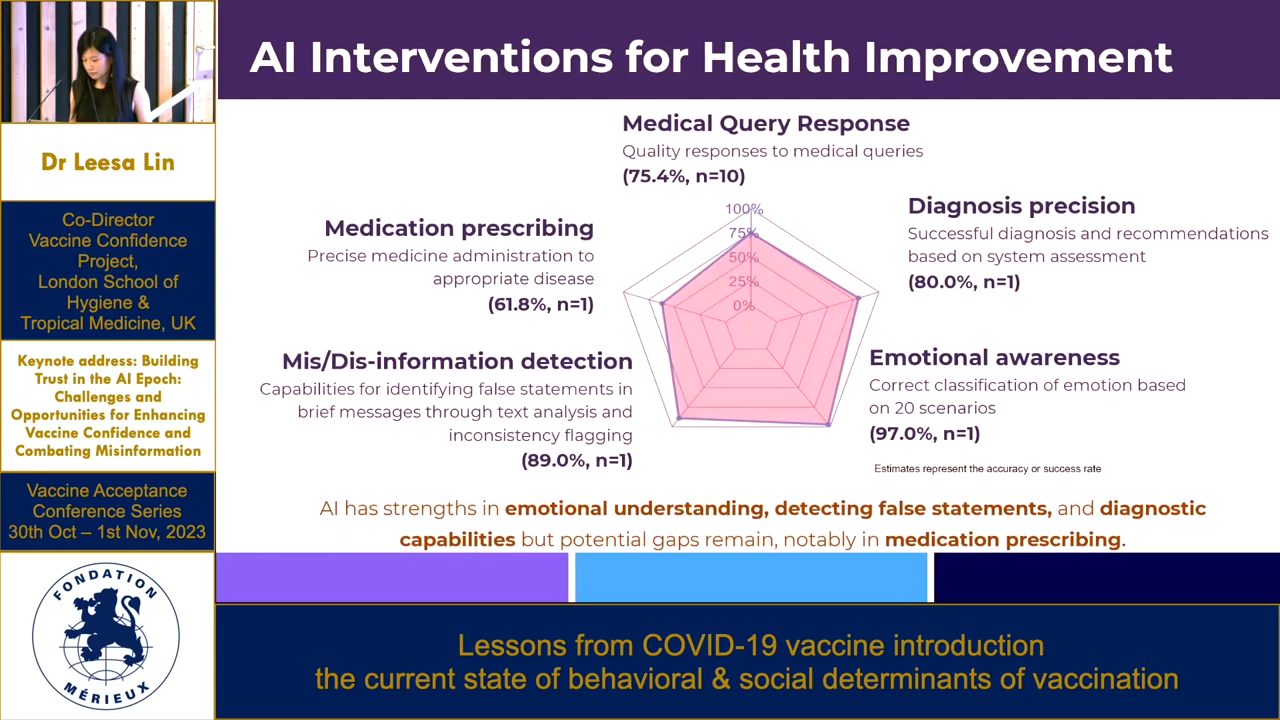 AI Interventions for Health Improvement
Dr Leesa Lin
Co-Director
Vaccine Confidence
Project,
London School of
Hygiene &
Tropical Medicine, UK
Keynote address: Building
Trust in the AI Epoch:
Challenges and
Opportunities for Enhancing
Vaccine Confidence and
Combating Misinformation
Vaccine Acceptance
Conference Series
30th Oct – 1st Nov, 2023
FONDATION
MÉRIEUX
Medical Query Response
Quality responses to medical queries
(75.4%, n=10)
Diagnosis precision
Successful diagnosis and recommendations
based on system assessment
(80.0%, n=1)
Medication prescribing
Precise medicine administration to
appropriate disease
(61.8%, n=1)
100%
75%
50%
25%
0%
Mis/Dis-information detection
Capabilities for identifying false statements in
brief messages through text analysis and
inconsistency flagging
(89.0%, n=1)
Emotional awareness
Correct classification of emotion based
on 20 scenarios
(97.0%, n=1)
Estimates represent the accuracy or success rate
AI has strengths in emotional understanding, detecting false statements, and diagnostic
capabilities but potential gaps remain, notably in medication prescribing.
Lessons from COVID-19 vaccine introduction
the current state of behavioral & social determinants of vaccination